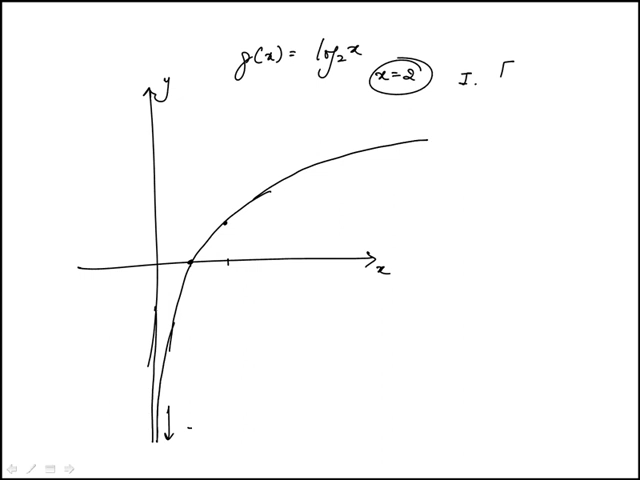 g(x) = log₂x
x=2
I. Γ
y
x